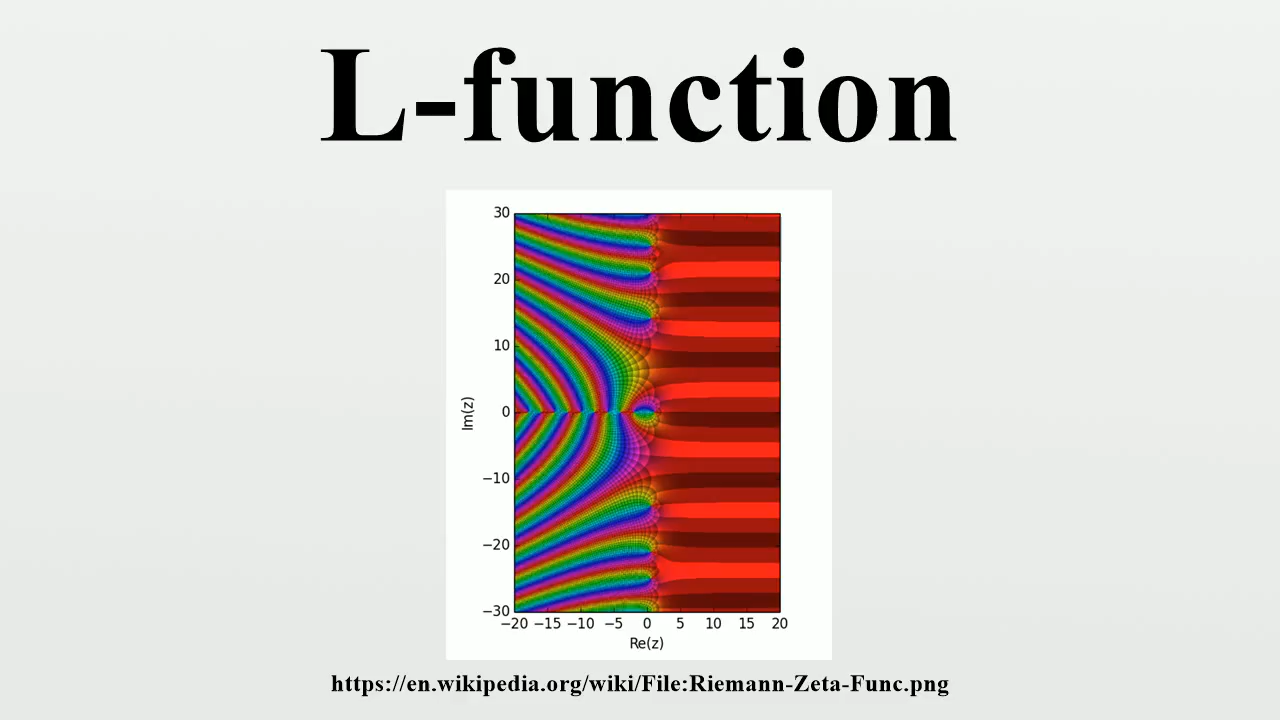 L-function
30
20
10
0
−10
−20
−30
Im(z)
−20 −15 −10 −5 0 5 10 15 20
Re(z)
https://en.wikipedia.org/wiki/File:Riemann-Zeta-Func.png